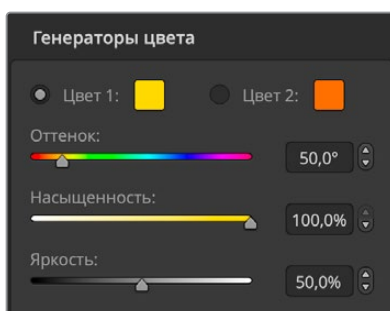 Генераторы цвета
Цвет 1: Цвет 2:
Оттенок:
50,0°
Насыщенность:
100,0%
Яркость:
50,0%